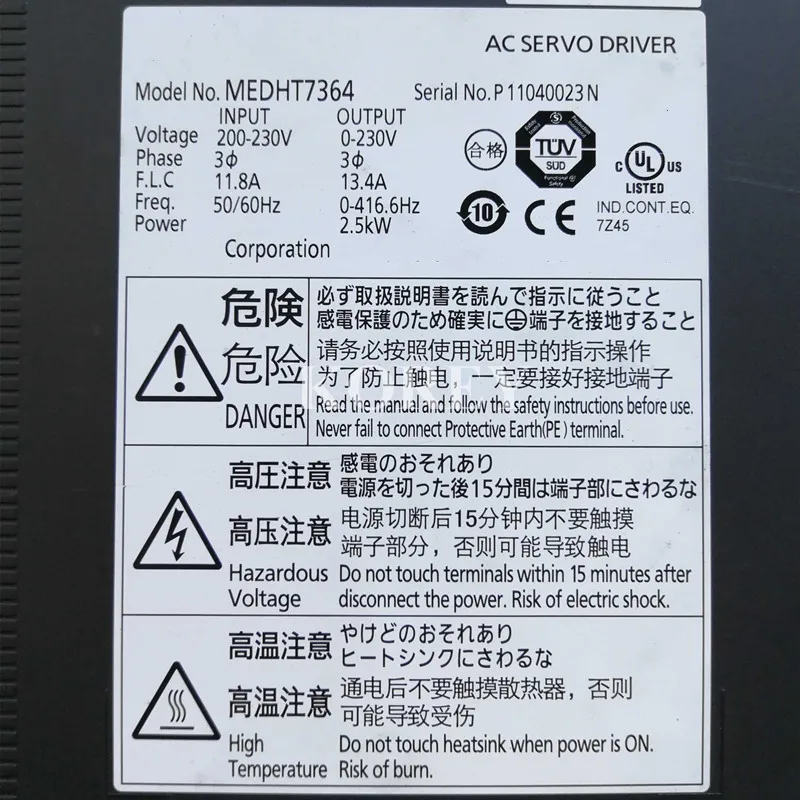 AC SERVO DRIVER
Model No. MEDHT7364 Serial No. P11040023N
INPUT OUTPUT
Voltage 200-230V 0-230V
Phase 3ϕ 3ϕ
F.L.C 11.8A 13.4A
Freq. 50/60Hz 0-416.6Hz
Power 2.5kW
Corporation
合格
TÜV
SÜD
Functional
Safety
C UL US
LISTED
IND.CONT.EQ.
7Z45
10
CE
危険
必ず取扱説明書を読んで指示に従うこと
感電保護のため確実に⏚端子を接地すること
危险
请务必按照使用说明书的指示操作
为了防止触电，一定要接好接地端子
DANGER
Read the manual and follow the safety instructions before use.
Never fail to connect Protective Earth(PE) terminal.
KOKEY
高圧注意
感電のおそれあり
電源を切った後15分間は端子部にさわるな
高压注意
电源切断后15分钟内不要触摸
端子部分，否则可能导致触电
Hazardous
Voltage
Do not touch terminals within 15 minutes after
disconnect the power. Risk of electric shock.
高温注意
やけどのおそれあり
ヒートシンクにさわるな
高温注意
通电后不要触摸散热器，否则
可能导致受伤
High
Temperature
Do not touch heatsink when power is ON.
Risk of burn.